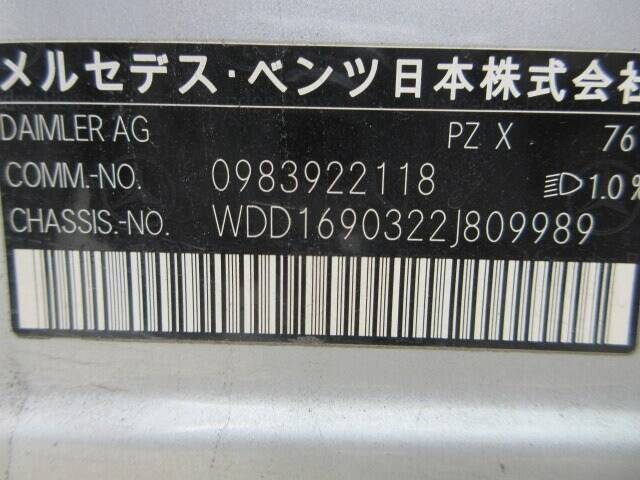 メルセデス・ベンツ日本株式会社
DAIMLER AG PZ X 76
COMM.-NO. 0983922118 1.0%
CHASSIS.-NO. WDD1690322J809989